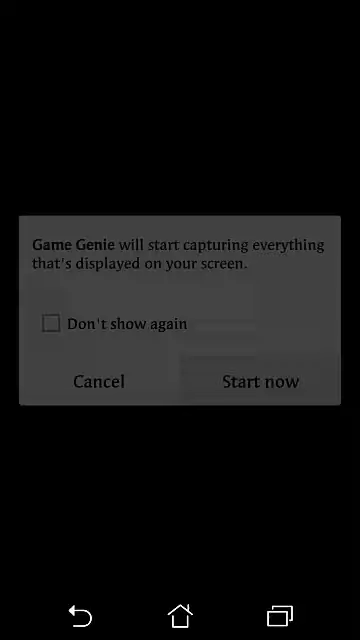 Game Genie will start capturing everything
that's displayed on your screen.
Don't show again
Cancel
Start now